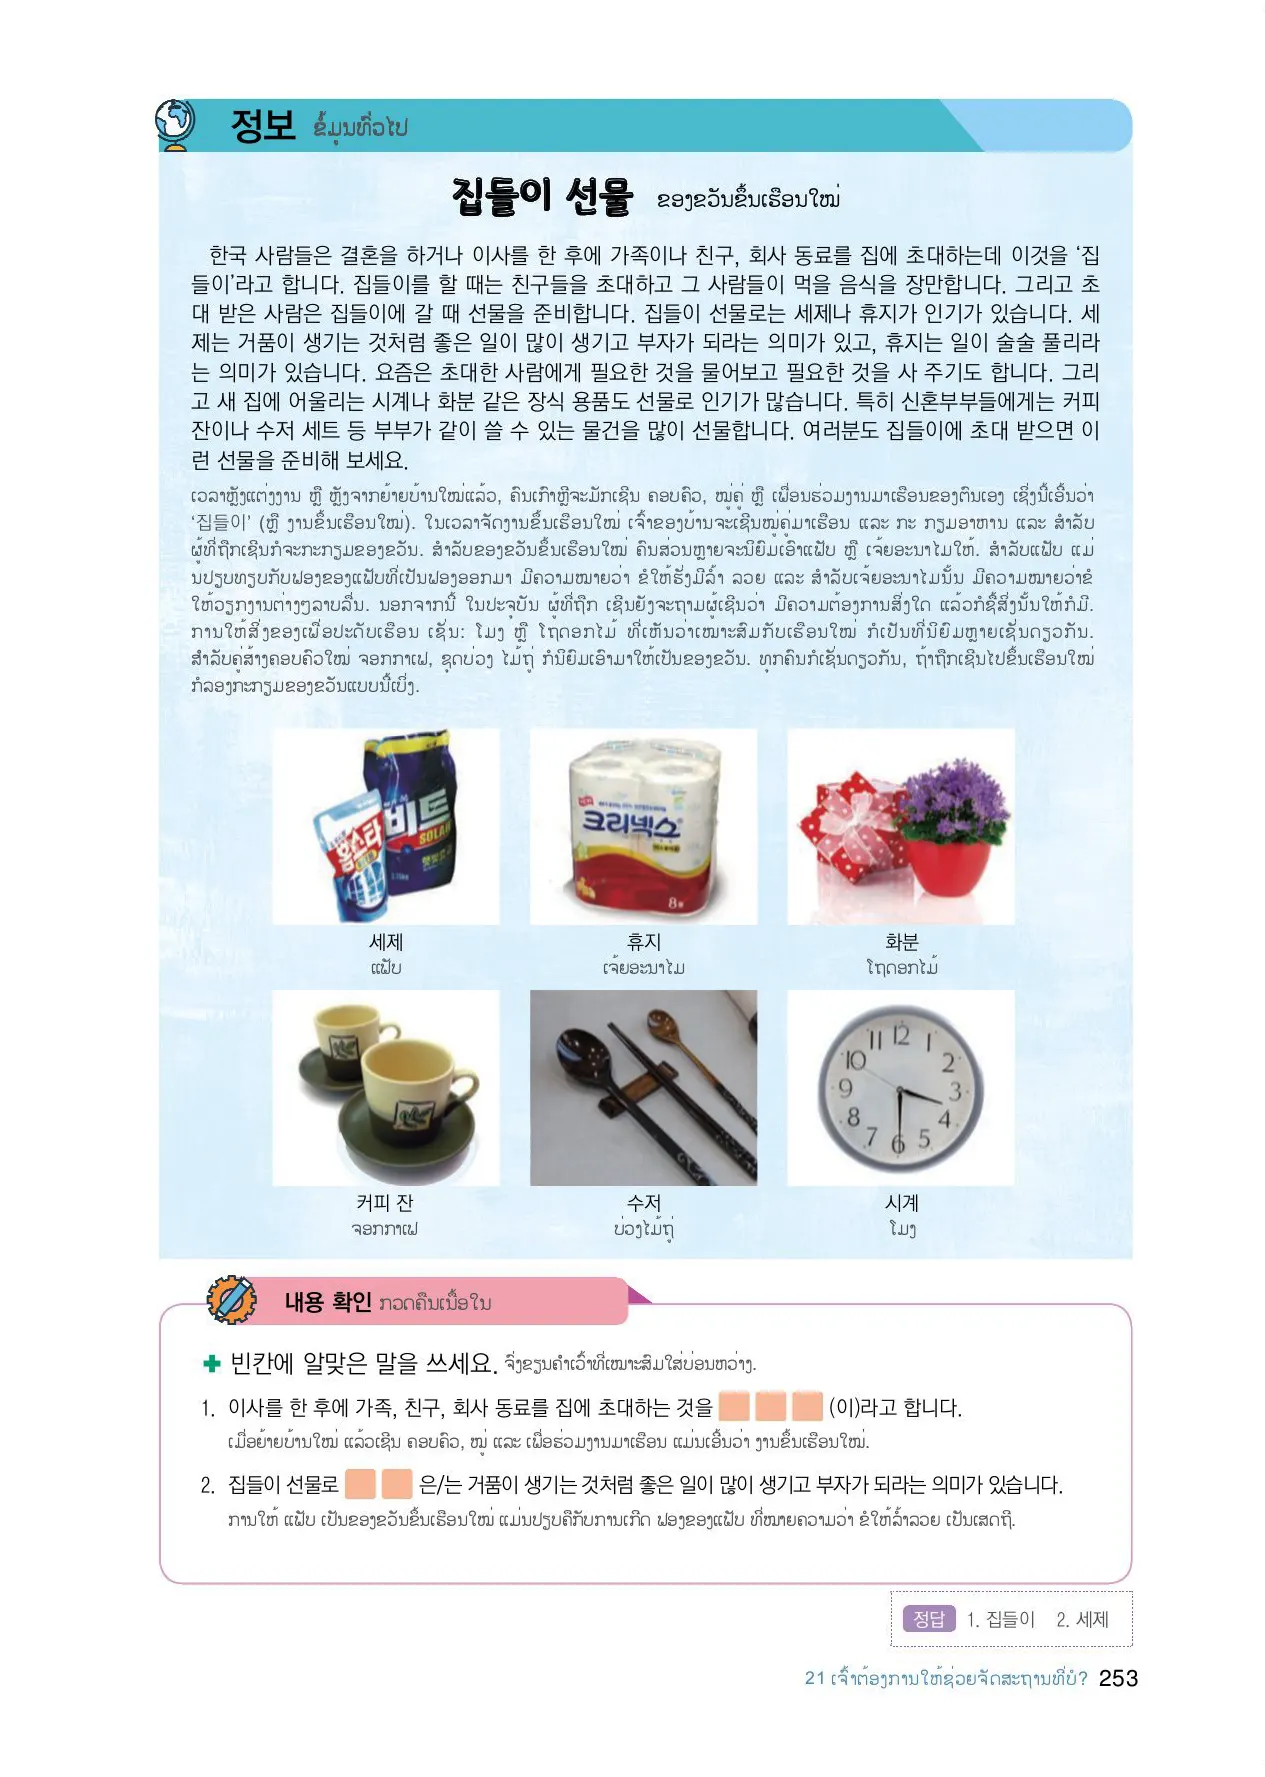 정보 ຂໍ້ມູນທົ່ວໄປ
집들이 선물 ຂອງຂວັນຂຶ້ນເຮືອນໃໝ່
한국 사람들은 결혼을 하거나 이사를 한 후에 가족이나 친구, 회사 동료를 집에 초대하는데 이것을 ‘집
들이’라고 합니다. 집들이를 할 때는 친구들을 초대하고 그 사람들이 먹을 음식을 장만합니다. 그리고 초
대 받은 사람은 집들이에 갈 때 선물을 준비합니다. 집들이 선물로는 세제나 휴지가 인기가 있습니다. 세
제는 거품이 생기는 것처럼 좋은 일이 많이 생기고 부자가 되라는 의미가 있고, 휴지는 일이 술술 풀리라
는 의미가 있습니다. 요즘은 초대한 사람에게 필요한 것을 물어보고 필요한 것을 사 주기도 합니다. 그리
고 새 집에 어울리는 시계나 화분 같은 장식 용품도 선물로 인기가 많습니다. 특히 신혼부부들에게는 커피
잔이나 수저 세트 등 부부가 같이 쓸 수 있는 물건을 많이 선물합니다. 여러분도 집들이에 초대 받으면 이
런 선물을 준비해 보세요.
ເວລາຫຼັງແຕ່ງງານ ຫຼື ຫຼັງຈາກຍ້າຍບ້ານໃໝ່ແລ້ວ, ຄົນເກົາຫຼີຈະມັກເຊີນ ຄອບຄົວ, ໝູ່ຄູ່ ຫຼື ເພື່ອນຮ່ວມງານມາເຮືອນຂອງຕົນເອງ ເຊິ່ງນີ້ເອີ້ນວ່າ
‘집들이’ (ຫຼື ງານຂຶ້ນເຮືອນໃໝ່). ໃນເວລາຈັດງານຂຶ້ນເຮືອນໃໝ່ ເຈົ້າຂອງບ້ານຈະເຊີນໝູ່ຄູ່ມາເຮືອນ ແລະ ກະ ກຽມອາຫານ ແລະ ສຳລັບ
ຜູ້ທີ່ຖືກເຊີນກໍຈະກະກຽມຂອງຂວັນ. ສຳລັບຂອງຂວັນຂຶ້ນເຮືອນໃໝ່ ຄົນສ່ວນຫຼາຍຈະນິຍົມເອົາແຟັບ ຫຼື ເຈ້ຍອະນາໄມໃຫ້. ສຳລັບແຟັບ ແມ່
ນປຽບທຽບກັບຟອງຂອງແຟັບທີ່ເປັນຟອງອອກມາ ມີຄວາມໝາຍວ່າ ຂໍໃຫ້ຮັ່ງມີລ້ຳ ລວຍ ແລະ ສຳລັບເຈ້ຍອະນາໄມນັ້ນ ມີຄວາມໝາຍວ່າຂໍ
ໃຫ້ວຽກງານຕ່າງໆລາບລື່ນ. ນອກຈາກນີ້ ໃນປະຈຸບັນ ຜູ້ທີ່ຖືກ ເຊີນຍັງຈະຖາມຜູ້ເຊີນວ່າ ມີຄວາມຕ້ອງການສິ່ງໃດ ແລ້ວກໍຊື້ສິ່ງນັ້ນໃຫ້ກໍມີ.
ການໃຫ້ສິ່ງຂອງເພື່ອປະດັບເຮືອນ ເຊັ່ນ: ໂມງ ຫຼື ໂຖດອກໄມ້ ທີ່ເຫັນວ່າເໝາະສົມກັບເຮືອນໃໝ່ ກໍເປັນທີ່ນິຍົມຫຼາຍເຊັ່ນດຽວກັນ.
ສຳລັບຄູ່ສ້າງຄອບຄົວໃໝ່ ຈອກກາເຟ, ຊຸດບ່ວງ ໄມ້ຖູ່ ກໍນິຍົມເອົາມາໃຫ້ເປັນຂອງຂວັນ. ທຸກຄົນກໍເຊັ່ນດຽວກັນ, ຖ້າຖືກເຊີນໄປຂຶ້ນເຮືອນໃໝ່
ກໍລອງກະກຽມຂອງຂວັນແບບນີ້ເບິ່ງ.
홈스타
비트
SOLAR
크리넥스
8
세제 휴지 화분
ແຟັບ ເຈ້ຍອະນາໄມ ໂຖດອກໄມ້
11 12 1
10 2
9 3
8 4
7 6 5
커피 잔 수저 시계
ຈອກກາເຟ ບ່ວງໄມ້ຖູ່ ໂມງ
내용 확인 ກວດຄືນເນື້ອໃນ
빈칸에 알맞은 말을 쓰세요. ຈົ່ງຂຽນຄຳເວົ້າທີ່ເໝາະສົມໃສ່ບ່ອນຫວ່າງ.
1. 이사를 한 후에 가족, 친구, 회사 동료를 집에 초대하는 것을 (이)라고 합니다.
ເມື່ອຍ້າຍບ້ານໃໝ່ ແລ້ວເຊີນ ຄອບຄົວ, ໝູ່ ແລະ ເພື່ອຮ່ວມງານມາເຮືອນ ແມ່ນເອີ້ນວ່າ ງານຂຶ້ນເຮືອນໃໝ່.
2. 집들이 선물로 은/는 거품이 생기는 것처럼 좋은 일이 많이 생기고 부자가 되라는 의미가 있습니다.
ການໃຫ້ ແຟັບ ເປັນຂອງຂວັນຂຶ້ນເຮືອນໃໝ່ ແມ່ນປຽບຄືກັບການເກີດ ຟອງຂອງແຟັບ ທີ່ໝາຍຄວາມວ່າ ຂໍໃຫ້ລ້ຳລວຍ ເປັນເສດຖີ.
정답 1. 집들이 2. 세제
21 ເຈົ້າຕ້ອງການໃຫ້ຊ່ວຍຈັດສະຖານທີ່ບໍ? 253